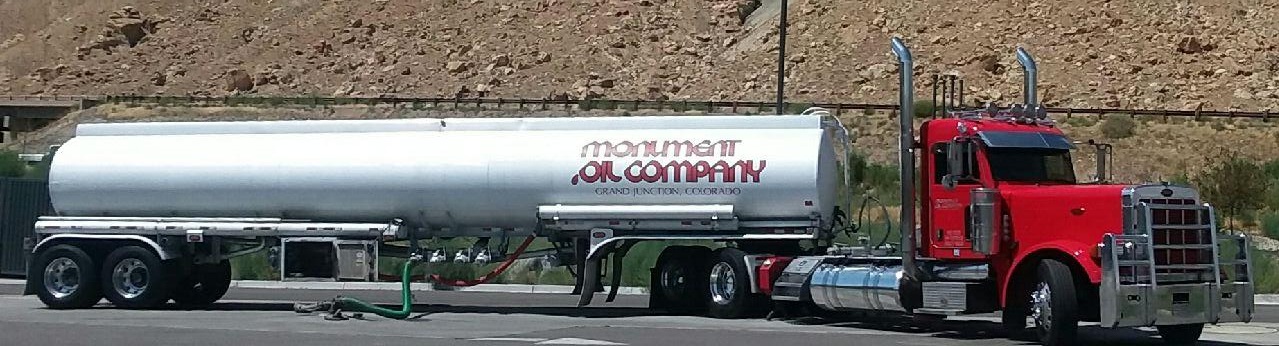 MONUMENT
OIL COMPANY
GRAND JUNCTION, COLORADO